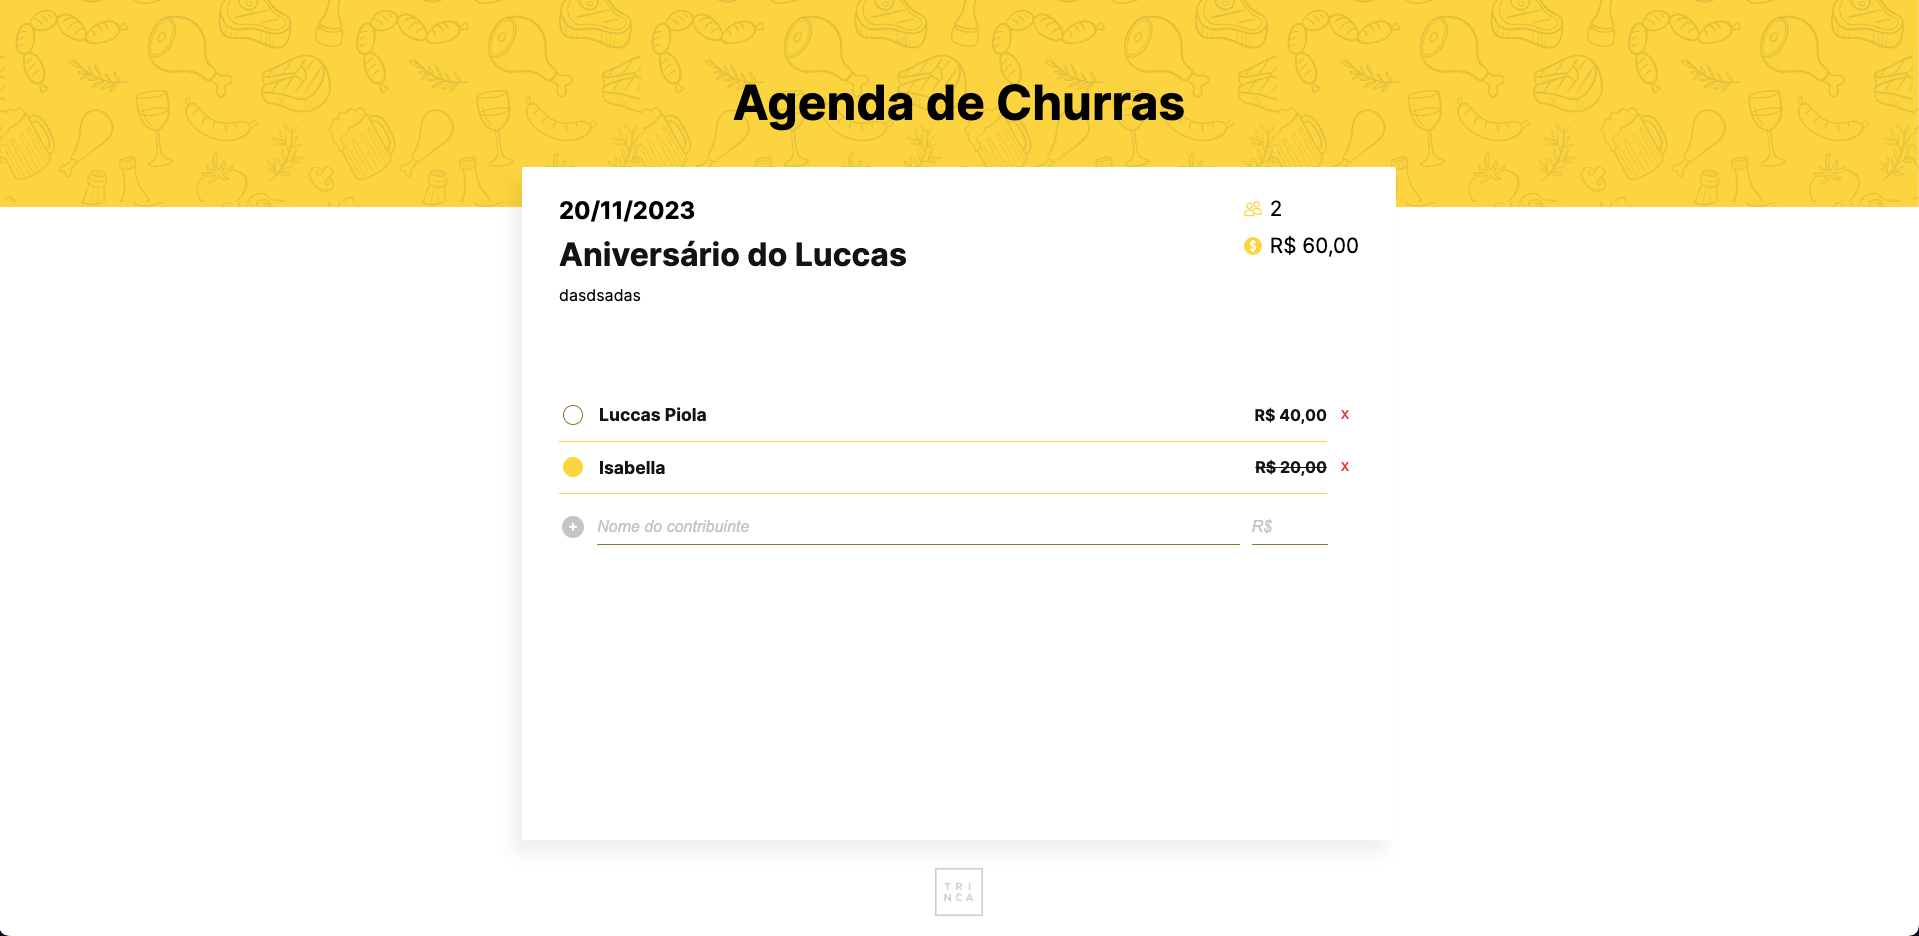 Agenda de Churras
20/11/2023
2
Aniversário do Luccas
R$ 60,00
dasdsadas
Luccas Piola
R$ 40,00
x
Isabella
R$ 20,00
x
Nome do contribuinte
R$
TRI
NCA